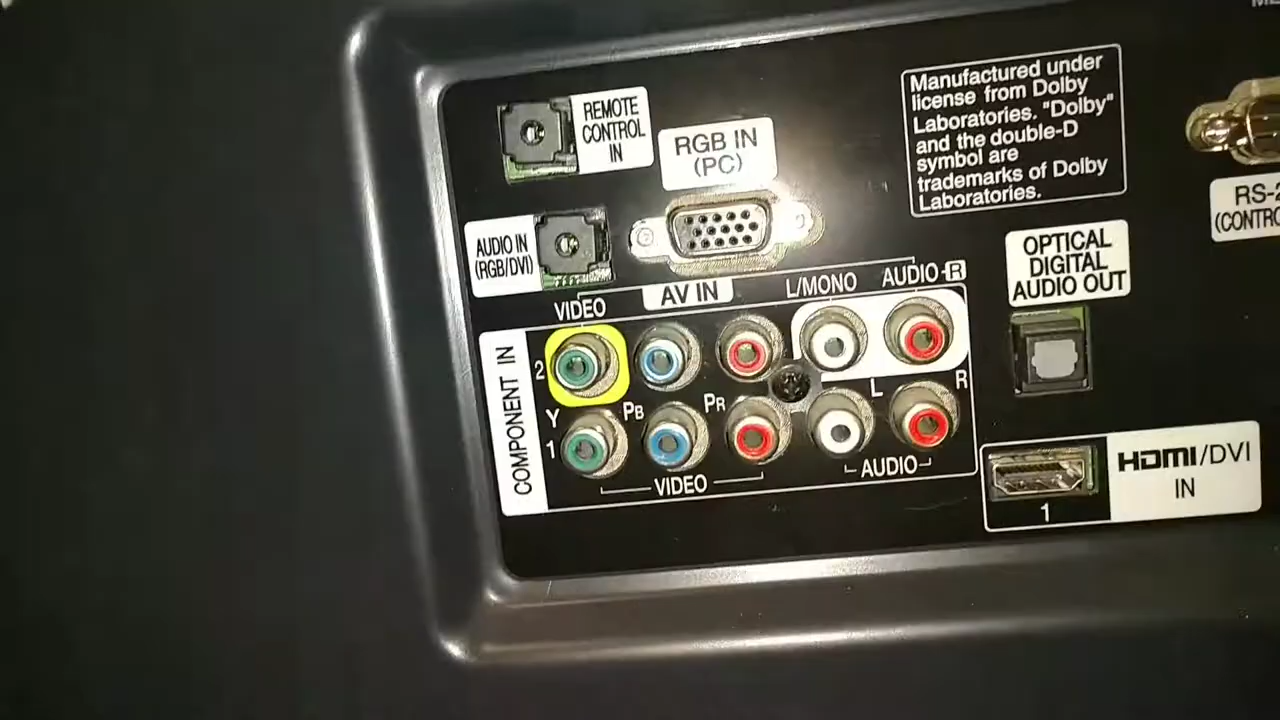 REMOTE
CONTROL
IN
RGB IN
(PC)
Manufactured under
license from Dolby
Laboratories. "Dolby"
and the double-D
symbol are
trademarks of Dolby
Laboratories.
AUDIO IN
(RGB/DVI)
OPTICAL
DIGITAL
AUDIO OUT
VIDEO
AV IN
L/MONO
AUDIO
R
COMPONENT IN
2
Y
1
PB
PR
L
R
VIDEO
AUDIO
HDMI/DVI
IN
1